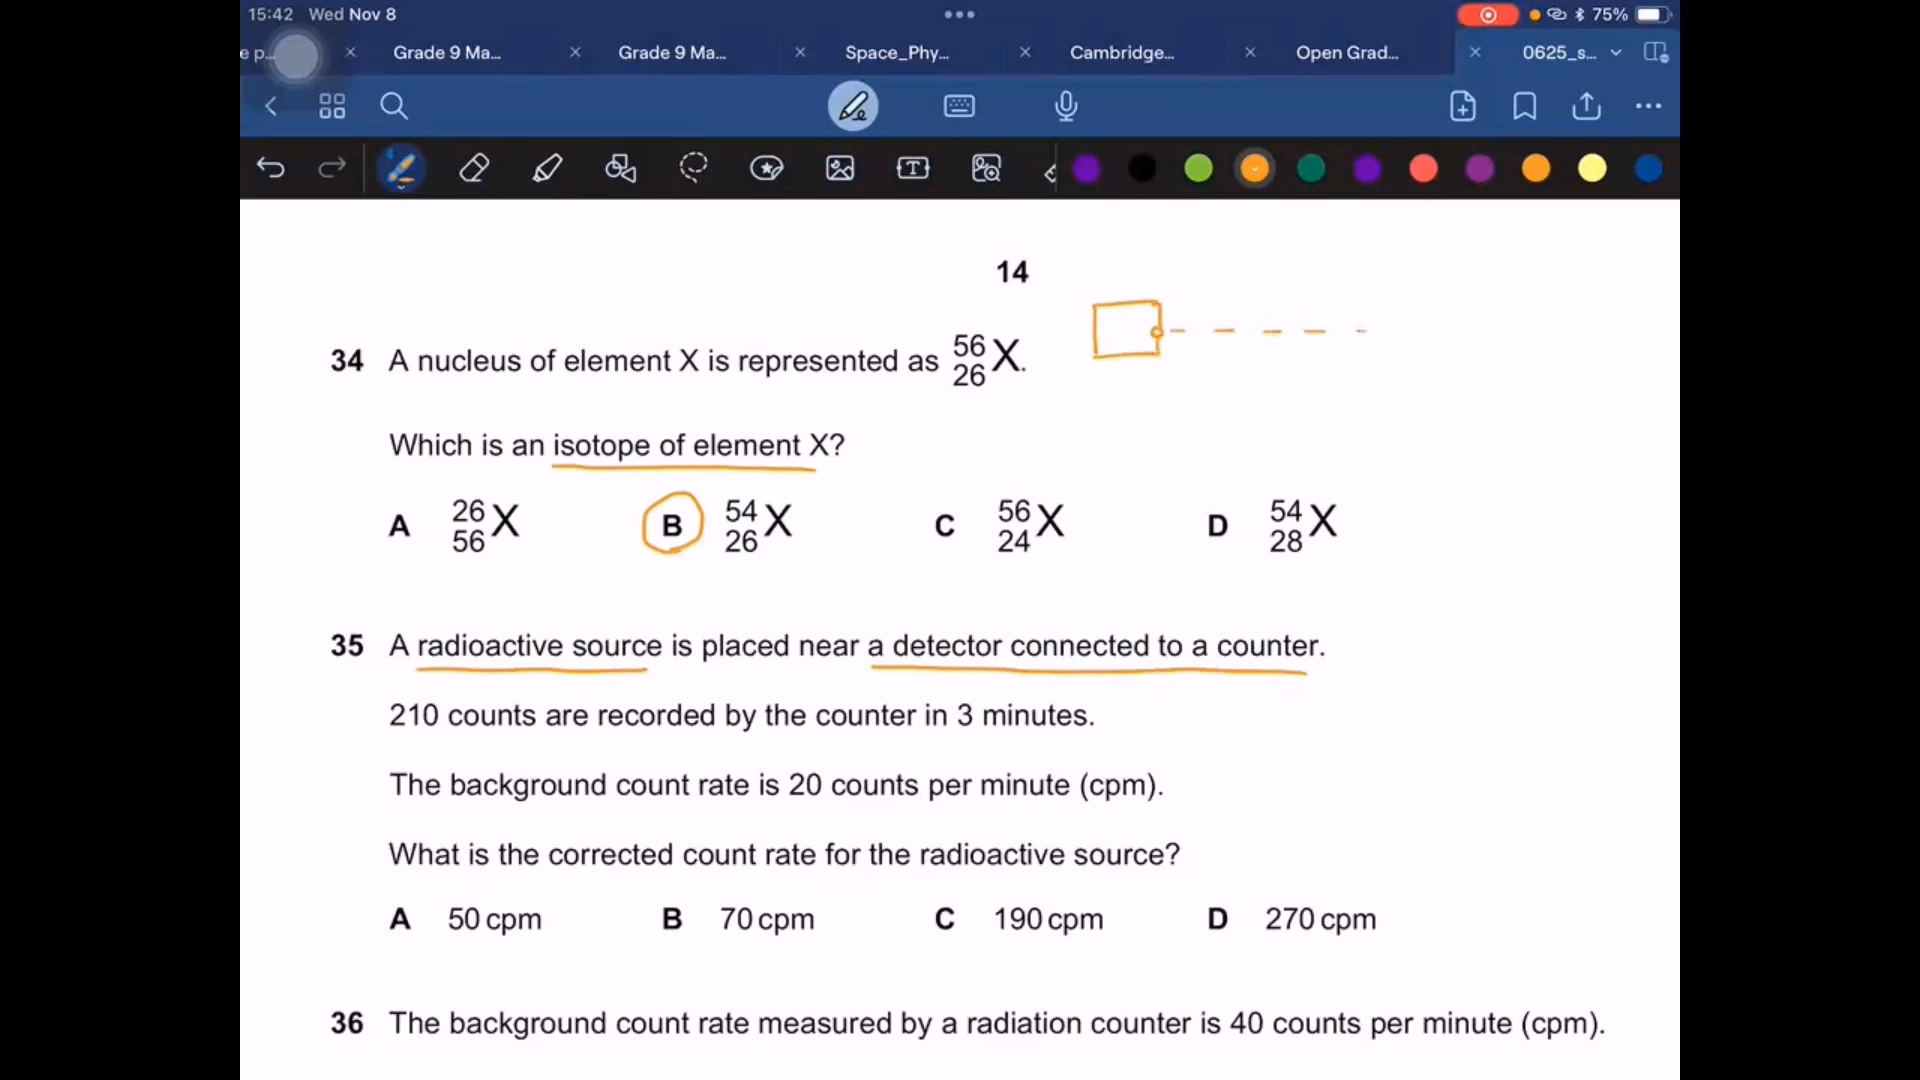 15:42 Wed Nov 8
75%
e p... Grade 9 Ma... Grade 9 Ma... Space_Phy... Cambridge... Open Grad... 0625_s...
14
34 A nucleus of element X is represented as 56 26 X.
Which is an isotope of element X?
A 26 56 X B 54 26 X C 56 24 X D 54 28 X
35 A radioactive source is placed near a detector connected to a counter.
210 counts are recorded by the counter in 3 minutes.
The background count rate is 20 counts per minute (cpm).
What is the corrected count rate for the radioactive source?
A 50 cpm B 70 cpm C 190 cpm D 270 cpm
36 The background count rate measured by a radiation counter is 40 counts per minute (cpm).